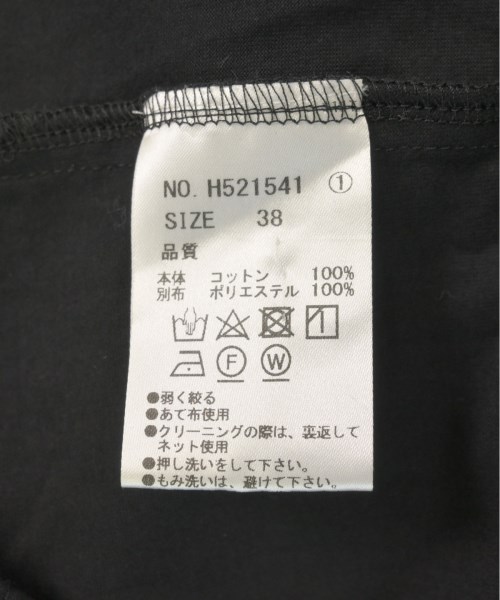 NO. H521541 ①
SIZE 38
品質
本体 コットン 100%
別布 ポリエステル 100%
F W
●弱く絞る
●あて布使用
●クリーニングの際は、裏返して
ネット使用
●押し洗いをして下さい。
●もみ洗いは、避けて下さい。